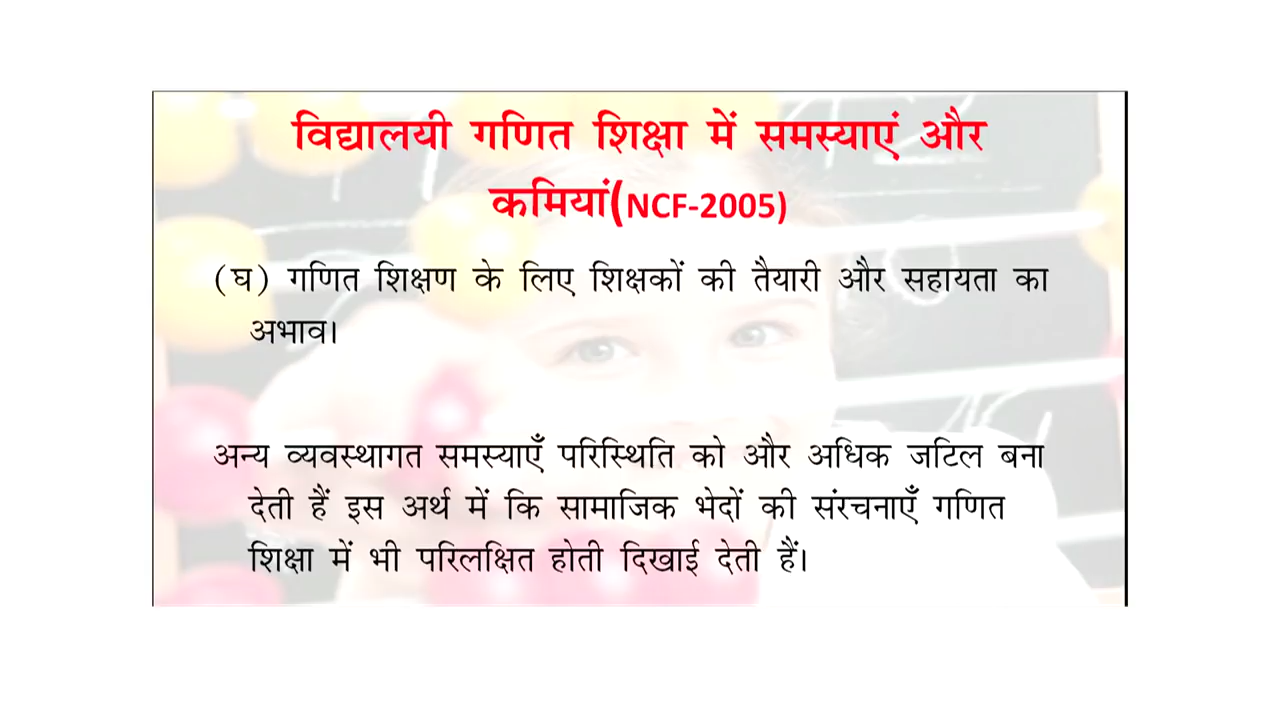 विद्यालयी गणित शिक्षा में समस्याएं और
कमियां(NCF-2005)
(घ) गणित शिक्षण के लिए शिक्षकों की तैयारी और सहायता का
अभाव।
अन्य व्यवस्थागत समस्याएँ परिस्थिति को और अधिक जटिल बना
देती हैं इस अर्थ में कि सामाजिक भेदों की संरचनाएँ गणित
शिक्षा में भी परिलक्षित होती दिखाई देती हैं।